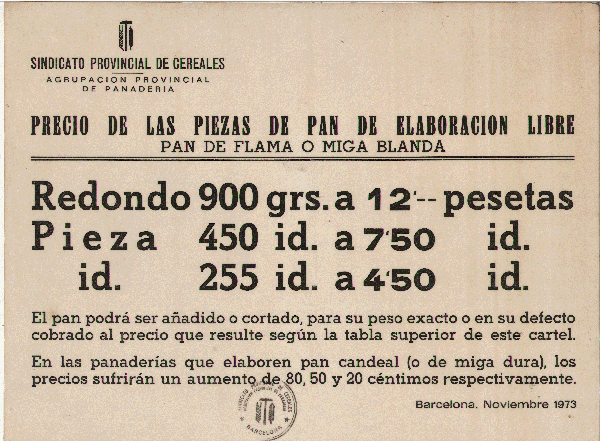 SINDICATO PROVINCIAL DE CEREALES
AGRUPACION PROVINCIAL
DE PANADERIA
PRECIO DE LAS PIEZAS DE PAN DE ELABORACION LIBRE
PAN DE FLAMA O MIGA BLANDA
Redondo 900 grs. a 12'-- pesetas
Pieza 450 id. a 7'50 id.
id. 255 id. a 4'50 id.
El pan podrá ser añadido o cortado, para su peso exacto o en su defecto
cobrado al precio que resulte según la tabla superior de este cartel.
En las panaderías que elaboren pan candeal (o de miga dura), los
precios sufrirán un aumento de 80, 50 y 20 céntimos respectivamente.
Barcelona, Noviembre 1973
BARCELONA